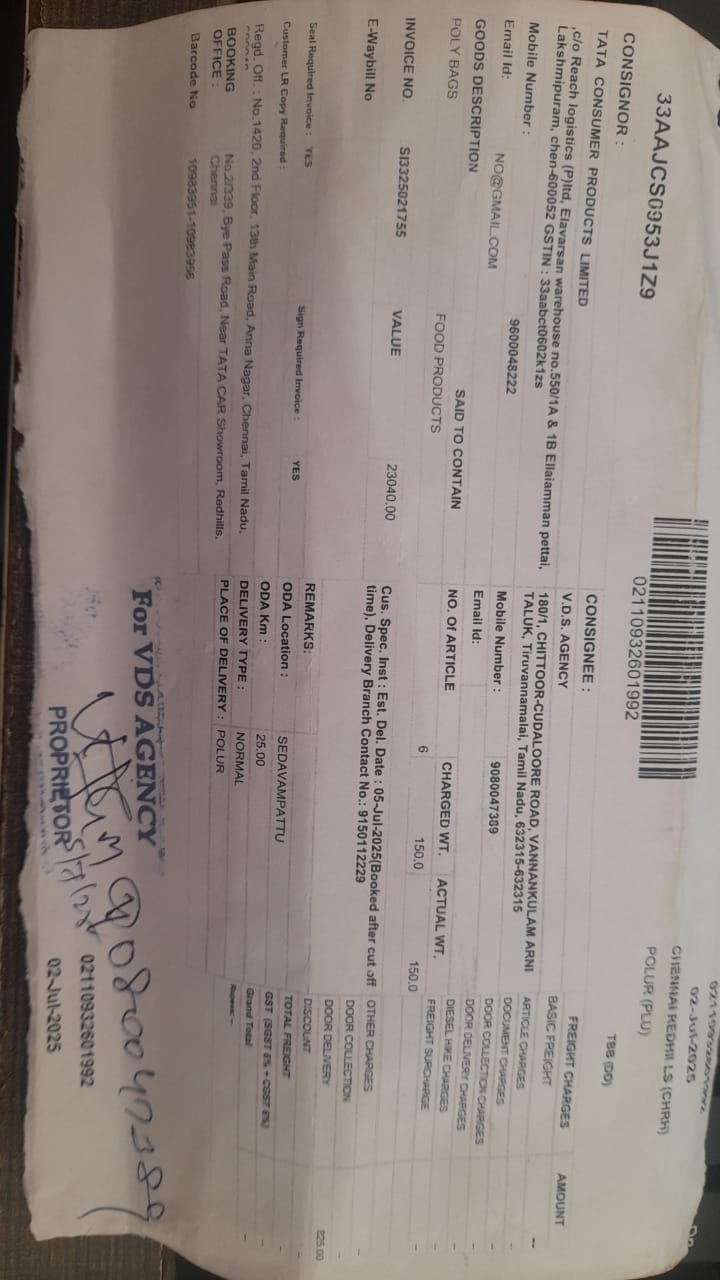 33AAJCS0953J1Z9
02110932601992
02-Jul-2025
CHENNAI REDHILLS (CHRH)
POLUR (PLU)
TBB (DD)
CONSIGNOR :
TATA CONSUMER PRODUCTS LIMITED
,c/o Reach logistics (P)ltd, Elavarsan warehouse no.550/1A & 1B Ellaiamman pettai,
Lakshmipuram, chen-600052 GSTIN : 33aabct0602k1zs
Mobile Number : 9600048222
Email Id: NO@GMAIL.COM
GOODS DESCRIPTION SAID TO CONTAIN
POLY BAGS FOOD PRODUCTS
INVOICE NO. SI3325021755 VALUE 23040.00
E-Waybill No
Seal Required Invoice : YES Sign Required Invoice : YES
Customer LR Copy Required :
Regd. Off. : No.1420, 2nd Floor, 13th Main Road, Anna Nagar, Chennai, Tamil Nadu,
BOOKING OFFICE : No.2/339, Bye Pass Road, Near TATA CAR Showroom, Redhills,
Chennai
Barcode No 10983951-10983956
CONSIGNEE :
V.D.S. AGENCY
180/1, CHITTOOR-CUDALOORE ROAD, VANNANKULAM ARNI
TALUK, Tiruvannamalai, Tamil Nadu, 632315-632315
Mobile Number : 9080047389
Email Id:
NO. Of ARTICLE CHARGED WT. ACTUAL WT.
6 150.0 150.0
Cus. Spec. Inst : Est. Del. Date : 05-Jul-2025(Booked after cut off
time), Delivery Branch Contact No.: 9150112229
REMARKS:
ODA Location : SEDAVAMPATTU
ODA Km : 25.00
DELIVERY TYPE : NORMAL
PLACE OF DELIVERY : POLUR
FREIGHT CHARGES AMOUNT
BASIC FREIGHT --
ARTICLE CHARGES -
DOCUMENT CHARGES -
DOOR COLLECTION CHARGES -
DOOR DELIVERY CHARGES -
DIESEL HIKE CHARGES -
FREIGHT SURCHARGE -
OTHER CHARGES -
DOOR COLLECTION -
DOOR DELIVERY 825.00
DISCOUNT -
TOTAL FREIGHT -
GST (SGST 6% + CGST 6%) -
Grand Total -
Rupees:--
For VDS AGENCY
9080047389
5/7/25
PROPRIETOR
02110932601992
02-Jul-2025